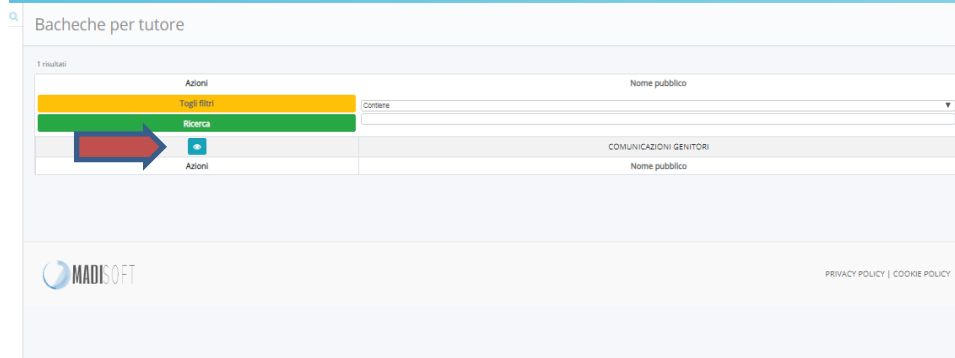 Bacheche per tutore
1 risultati
Azioni Nome pubblico
Togli filtri Contiene
Ricerca
COMUNICAZIONI GENITORI
Azioni Nome pubblico
MADISOFT
PRIVACY POLICY | COOKIE POLICY